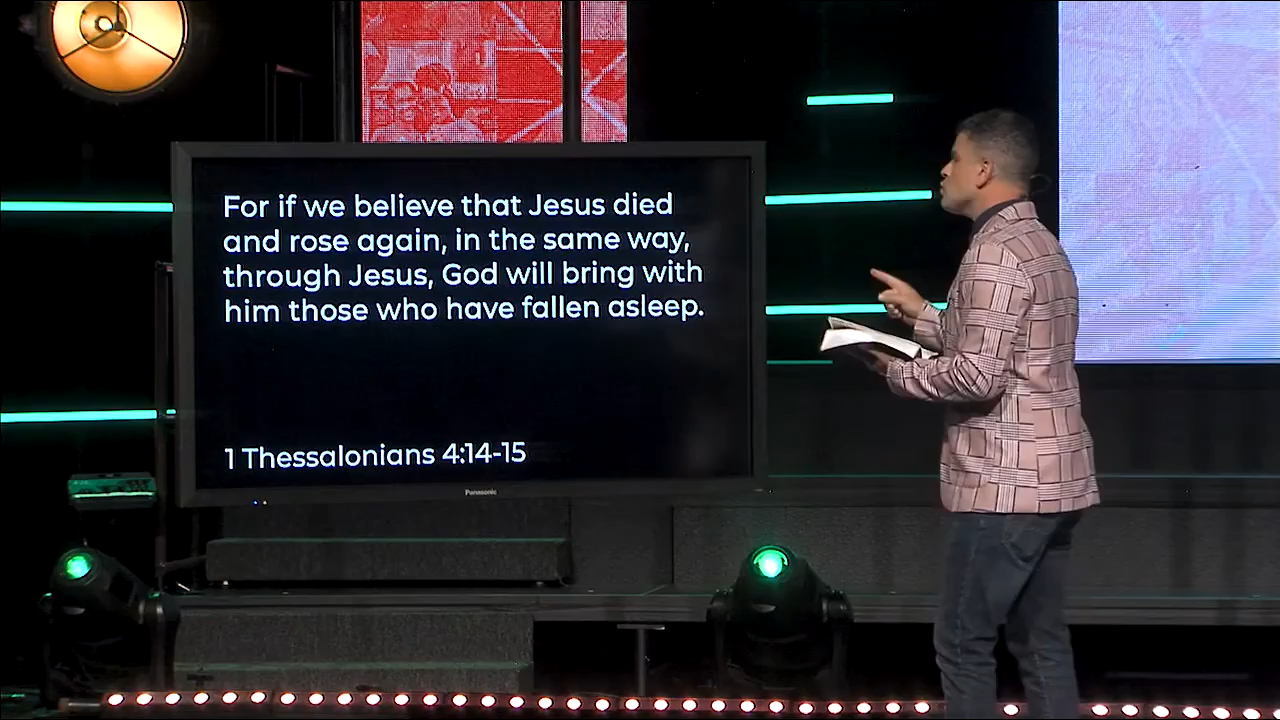 For if we believe that Jesus died
and rose again, in the same way,
through Jesus, God will bring with
him those who have fallen asleep.
1 Thessalonians 4:14-15
Panasonic